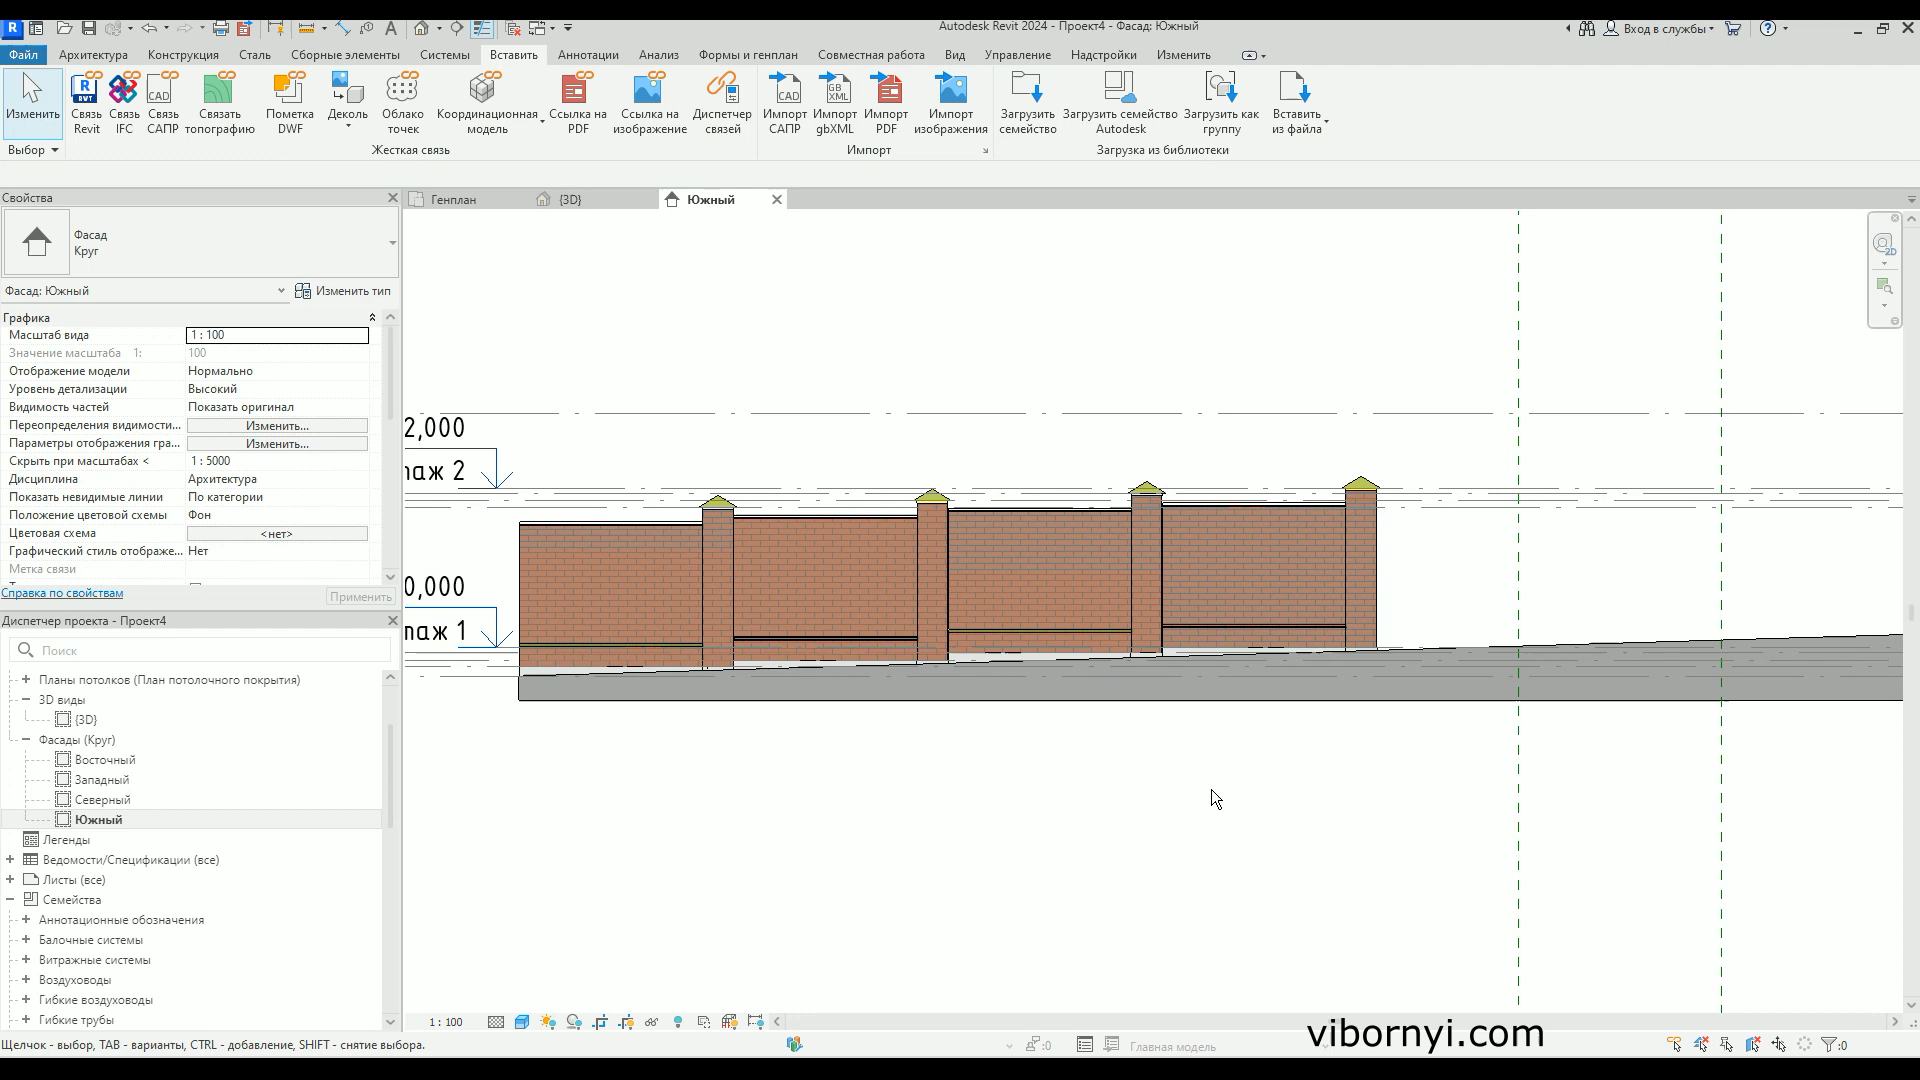 Autodesk Revit 2024 - Проект4 - Фасад: Южный
Вход в службы
Файл Архитектура Конструкция Сталь Сборные элементы Системы Вставить Аннотации Анализ Формы и генплан Совместная работа Вид Управление Надстройки Изменить
Изменить
Связь Revit
Связь IFC
Связь САПР
Связать топографию
Пометка DWF
Деколь
Облако точек
Координационная модель
Ссылка на PDF
Ссылка на изображение
Диспетчер связей
Импорт САПР
Импорт gbXML
Импорт PDF
Импорт изображения
Загрузить семейство
Загрузить семейство Autodesk
Загрузить как группу
Вставить из файла
Выбор
Жесткая связь
Импорт
Загрузка из библиотеки
Свойства
Генплан
{3D}
Южный
Фасад
Круг
Фасад: Южный
Изменить тип
Графика
Масштаб вида 1 : 100
Значение масштаба 1: 100
Отображение модели Нормально
Уровень детализации Высокий
Видимость частей Показать оригинал
Переопределения видимости... Изменить...
Параметры отображения гра... Изменить...
Скрыть при масштабах < 1 : 5000
Дисциплина Архитектура
Показать невидимые линии По категории
Положение цветовой схемы Фон
Цветовая схема <нет>
Графический стиль отображе... Нет
Метка связи
Справка по свойствам
Применить
Диспетчер проекта - Проект4
Поиск
Планы потолков (План потолочного покрытия)
3D виды
{3D}
Фасады (Круг)
Восточный
Западный
Северный
Южный
Легенды
Ведомости/Спецификации (все)
Листы (все)
Семейства
Аннотационные обозначения
Балочные системы
Витражные системы
Воздуховоды
Гибкие воздуховоды
Гибкие трубы
2,000
таж 2
0,000
таж 1
1 : 100
vibornyi.com
Щелчок - выбор, TAB - варианты, CTRL - добавление, SHIFT - снятие выбора.
:0
Главная модель
:0